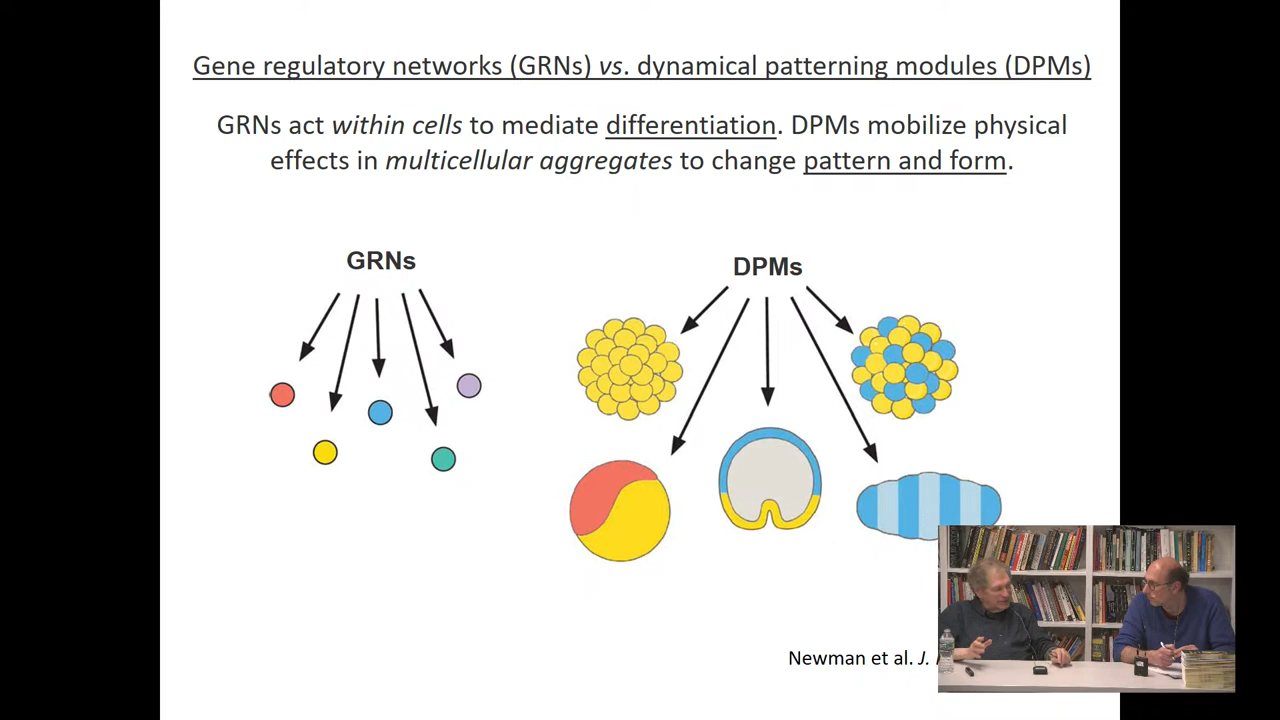 Gene regulatory networks (GRNs) vs. dynamical patterning modules (DPMs)
GRNs act within cells to mediate differentiation. DPMs mobilize physical
effects in multicellular aggregates to change pattern and form.
GRNs
DPMs
Newman et al. J.